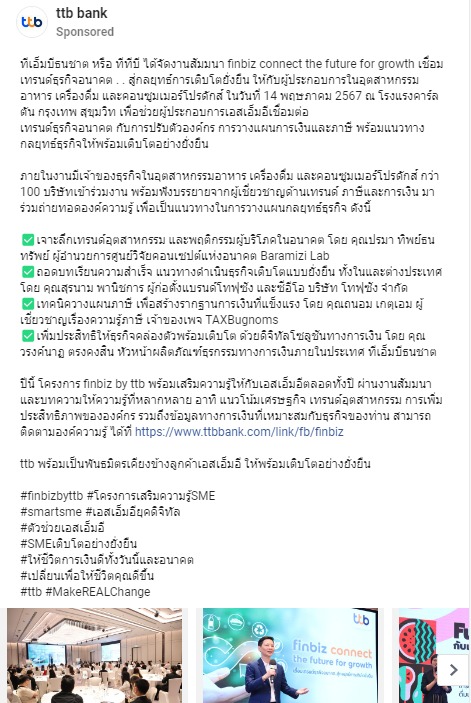 ttb bank
Sponsored
ทีเอ็มบีธนชาต หรือ ทีทีบี ได้จัดงานสัมมนา finbiz connect the future for growth เชื่อม
เทรนด์ธุรกิจอนาคต . . สู่กลยุทธ์การเติบโตยั่งยืน ให้กับผู้ประกอบการในอุตสาหกรรม
อาหาร เครื่องดื่ม และคอนซูมเมอร์โปรดักส์ ในวันที่ 14 พฤษภาคม 2567 ณ โรงแรงคาร์ล
ตัน กรุงเทพ สุขุมวิท เพื่อช่วยผู้ประกอบการเอสเอ็มอีเชื่อมต่อ
เทรนด์ธุรกิจอนาคต กับการปรับตัวองค์กร การวางแผนการเงินและภาษี พร้อมแนวทาง
กลยุทธ์ธุรกิจให้พร้อมเติบโตอย่างยั่งยืน
ภายในงานมีเจ้าของธุรกิจในอุตสาหกรรมอาหาร เครื่องดื่ม และคอนซูมเมอร์โปรดักส์ กว่า
100 บริษัทเข้าร่วมงาน พร้อมฟังบรรยายจากผู้เชี่ยวชาญด้านเทรนด์ ภาษีและการเงิน มา
ร่วมถ่ายทอดองค์ความรู้ เพื่อเป็นแนวทางในการวางแผนกลยุทธ์ธุรกิจ ดังนี้
✅เจาะลึกเทรนด์อุตสาหกรรม และพฤติกรรมผู้บริโภคในอนาคต โดย คุณปรมา ทิพย์ธน
ทรัพย์ ผู้อำนวยการศูนย์วิจัยคอนเซปต์แห่งอนาคต Baramizi Lab
✅ถอดบทเรียนความสำเร็จ แนวทางดำเนินธุรกิจเติบโตแบบยั่งยืน ทั้งในและต่างประเทศ
โดย คุณสุรนาม พานิชการ ผู้ก่อตั้งแบรนด์โทฟุซัง และซีอีโอ บริษัท โทฟุซัง จำกัด
✅เทคนิควางแผนภาษี เพื่อสร้างรากฐานการเงินที่แข็งแรง โดย คุณถนอม เกตุเอม ผู้
เชี่ยวชาญเรื่องความรู้ภาษี เจ้าของเพจ TAXBugnoms
✅เพิ่มประสิทธิให้ธุรกิจคล่องตัวพร้อมเติบโต ด้วยดิจิทัลโซลูชันทางการเงิน โดย คุณ
วรงค์นาฏ ตรงคงสิน หัวหน้าผลิตภัณฑ์ธุรกรรมทางการเงินภายในประเทศ ทีเอ็มบีธนชาต
ปีนี้ โครงการ finbiz by ttb พร้อมเสริมความรู้ให้กับเอสเอ็มอีตลอดทั้งปี ผ่านงานสัมมนา
และบทความให้ความรู้ที่หลากหลาย อาทิ แนวโน้มเศรษฐกิจ เทรนด์อุตสาหกรรม การเพิ่ม
ประสิทธิภาพขององค์กร รวมถึงข้อมูลทางการเงินที่เหมาะสมกับธุรกิจของท่าน สามารถ
ติดตามองค์ความรู้ ได้ที่ https://www.ttbbank.com/link/fb/finbiz
ttb พร้อมเป็นพันธมิตรเคียงข้างลูกค้าเอสเอ็มอี ให้พร้อมเติบโตอย่างยั่งยืน
#finbizbyttb #โครงการเสริมความรู้SME
#smartsme #เอสเอ็มอียุคดิจิทัล
#ตัวช่วยเอสเอ็มอี
#SMEเติบโตอย่างยั่งยืน
#ให้ชีวิตการเงินดีทั้งวันนี้และอนาคต
#เปลี่ยนเพื่อให้ชีวิตคุณดีขึ้น
#ttb #MakeREALChange
ttb
finbiz connect
the future for growth